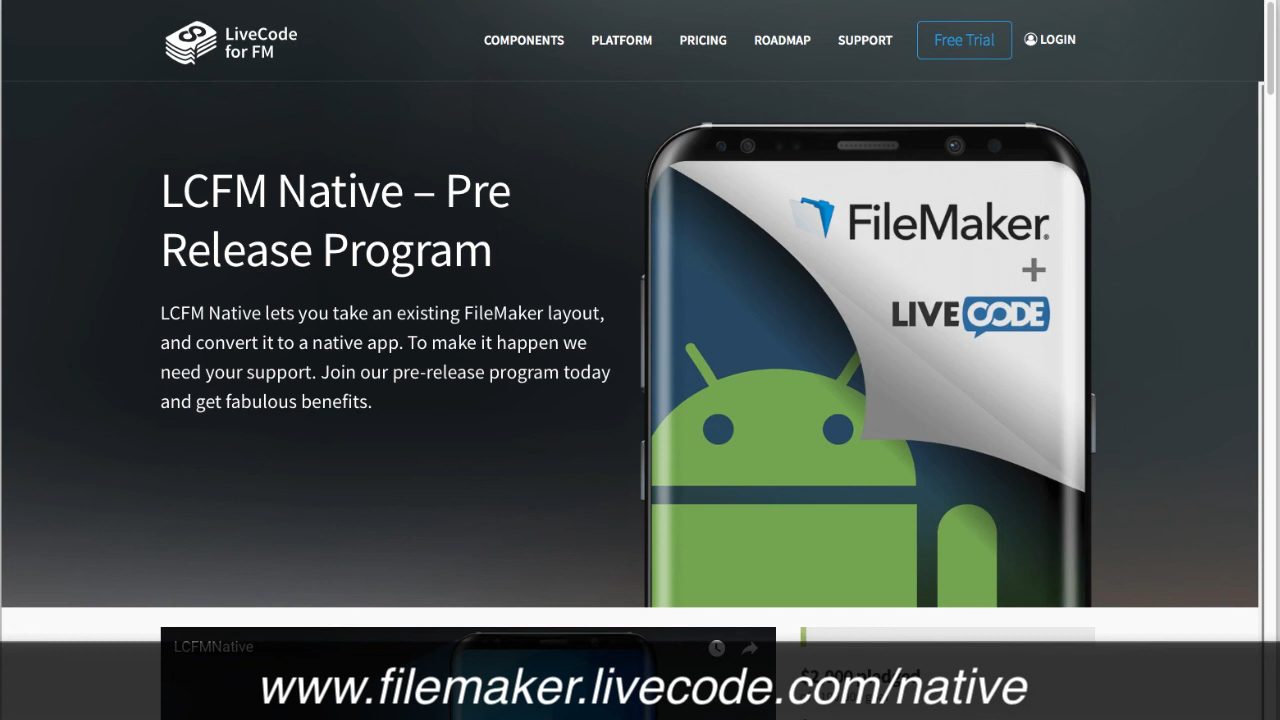 LiveCode
for FM
COMPONENTS PLATFORM PRICING ROADMAP SUPPORT Free Trial LOGIN
LCFM Native – Pre
Release Program
LCFM Native lets you take an existing FileMaker layout,
and convert it to a native app. To make it happen we
need your support. Join our pre-release program today
and get fabulous benefits.
FileMaker.
+
LIVECODE
LCFMNative
www.filemaker.livecode.com/native